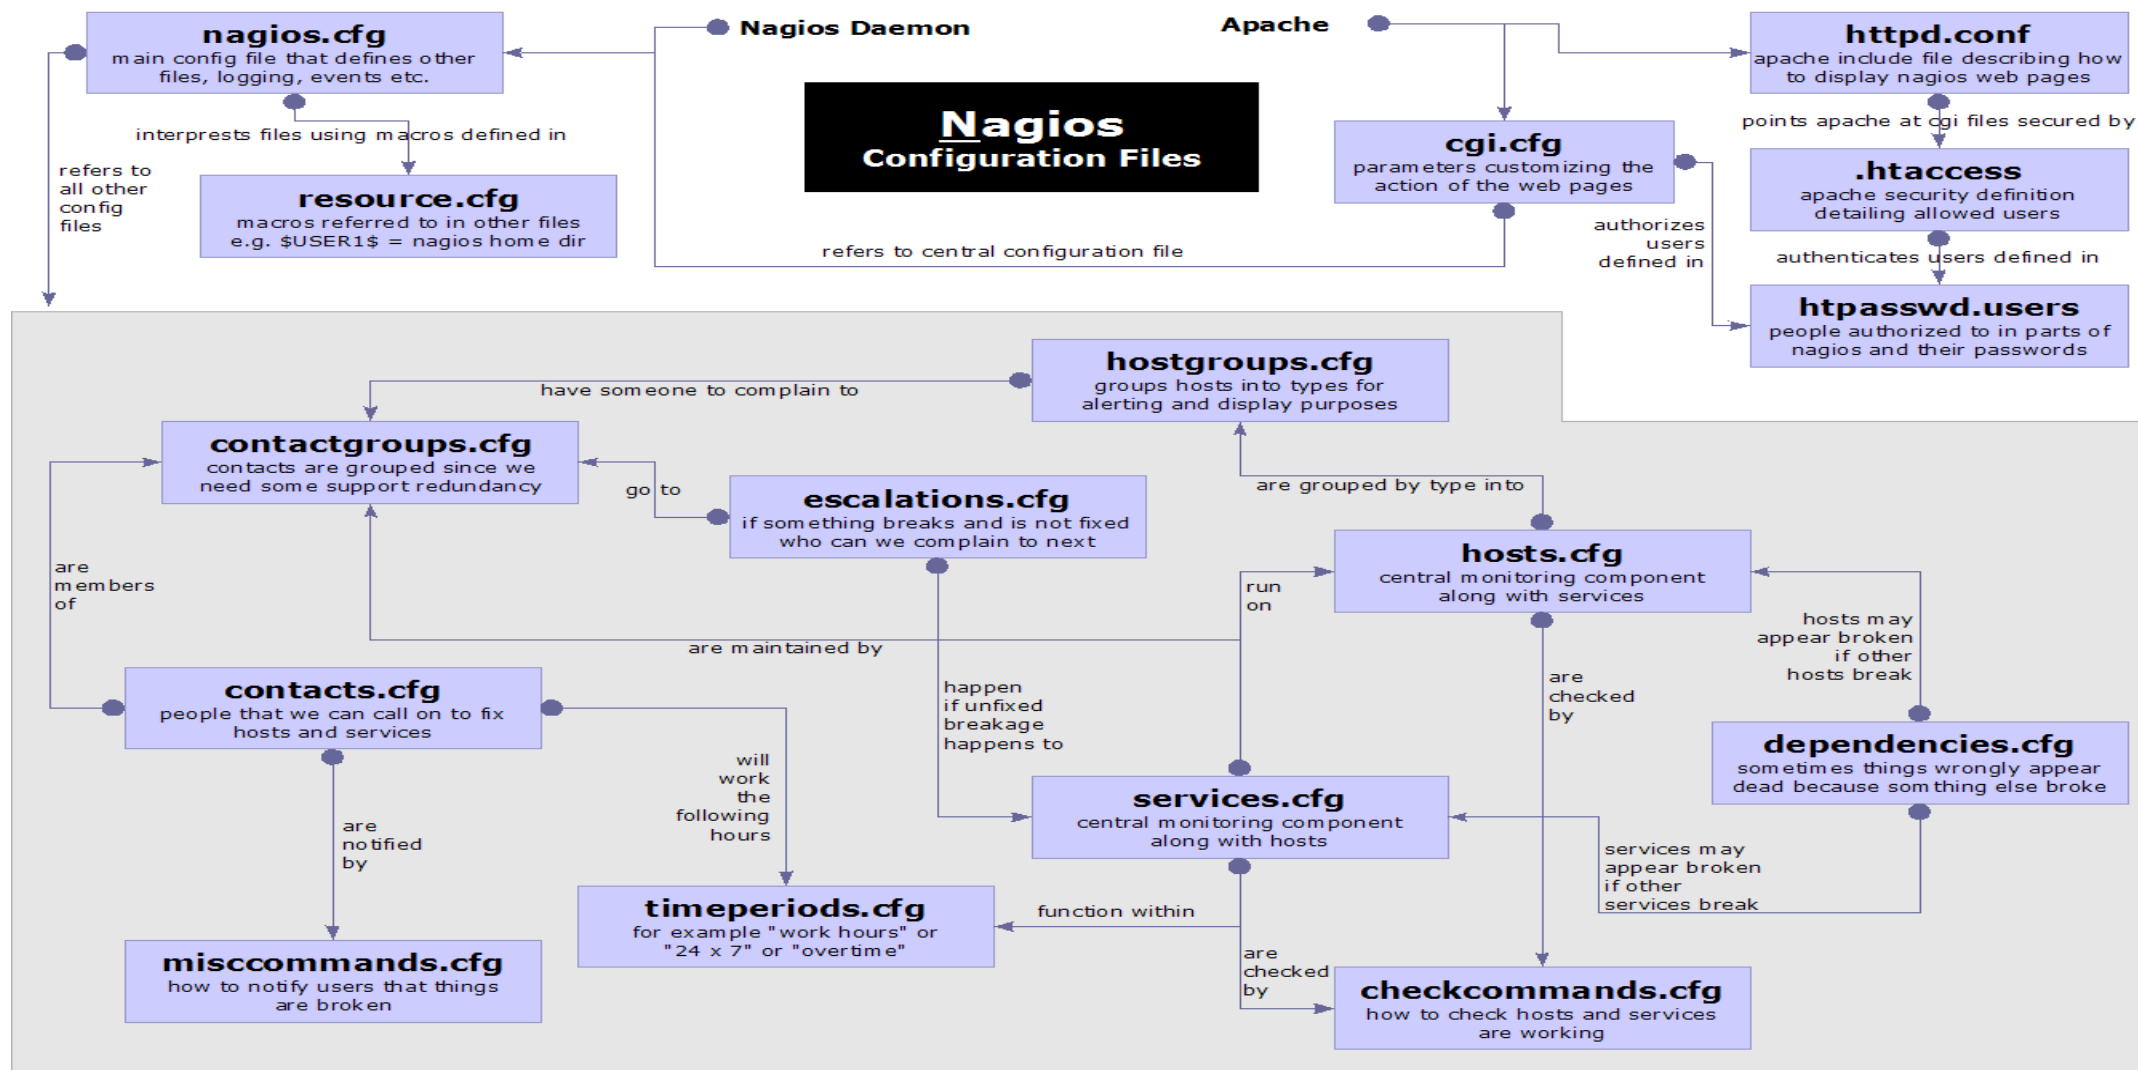 nagios.cfg
main config file that defines other
files, logging, events etc.
Nagios Daemon
Apache
httpd.conf
apache include file describing how
to display nagios web pages
Nagios
Configuration Files
interprests files using macros defined in
points apache at cgi files secured by
cgi.cfg
parameters customizing the
action of the web pages
refers to
all other
config
files
resource.cfg
macros referred to in other files
e.g. $USER1$ = nagios home dir
.htaccess
apache security definition
detailing allowed users
refers to central configuration file
authorizes
users
defined in
authenticates users defined in
htpasswd.users
people authorized to in parts of
nagios and their passwords
hostgroups.cfg
groups hosts into types for
alerting and display purposes
have someone to complain to
contactgroups.cfg
contacts are grouped since we
need some support redundancy
go to
escalations.cfg
if something breaks and is not fixed
who can we complain to next
are grouped by type into
hosts.cfg
central monitoring component
along with services
are
members
of
run
on
hosts may
appear broken
if other
hosts break
are maintained by
contacts.cfg
people that we can call on to fix
hosts and services
happen
if unfixed
breakage
happens to
are
checked
by
dependencies.cfg
sometimes things wrongly appear
dead because somthing else broke
will
work
the
following
hours
services.cfg
central monitoring component
along with hosts
are
notified
by
services may
appear broken
if other
services break
timeperiods.cfg
for example "work hours" or
"24 x 7" or "overtime"
function within
are
checked
by
misccommands.cfg
how to notify users that things
are broken
checkcommands.cfg
how to check hosts and services
are working